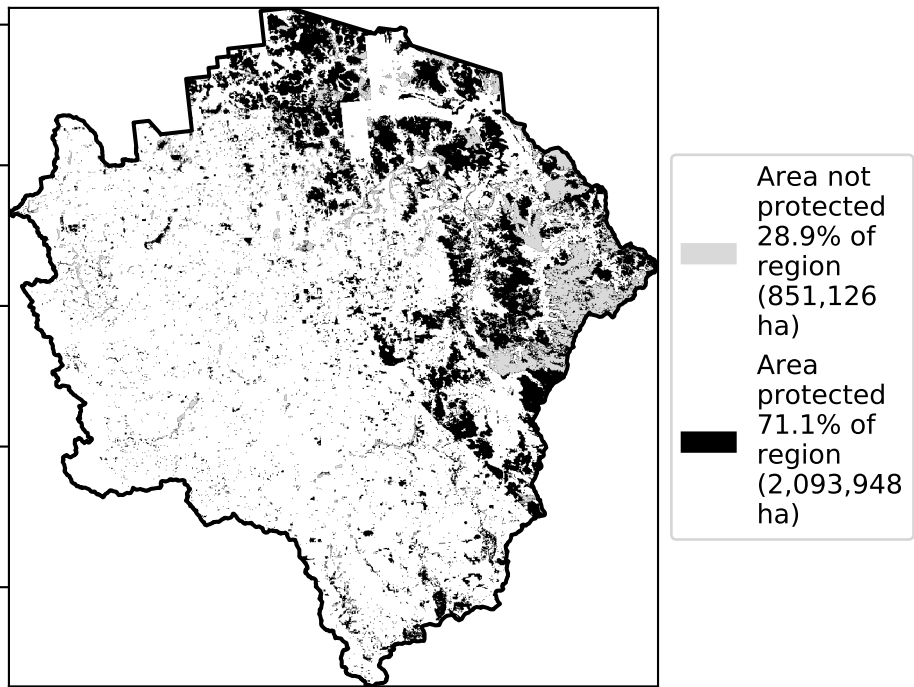 Area not
protected
28.9% of
region
(851,126
ha)
Area
protected
71.1% of
region
(2,093,948
ha)